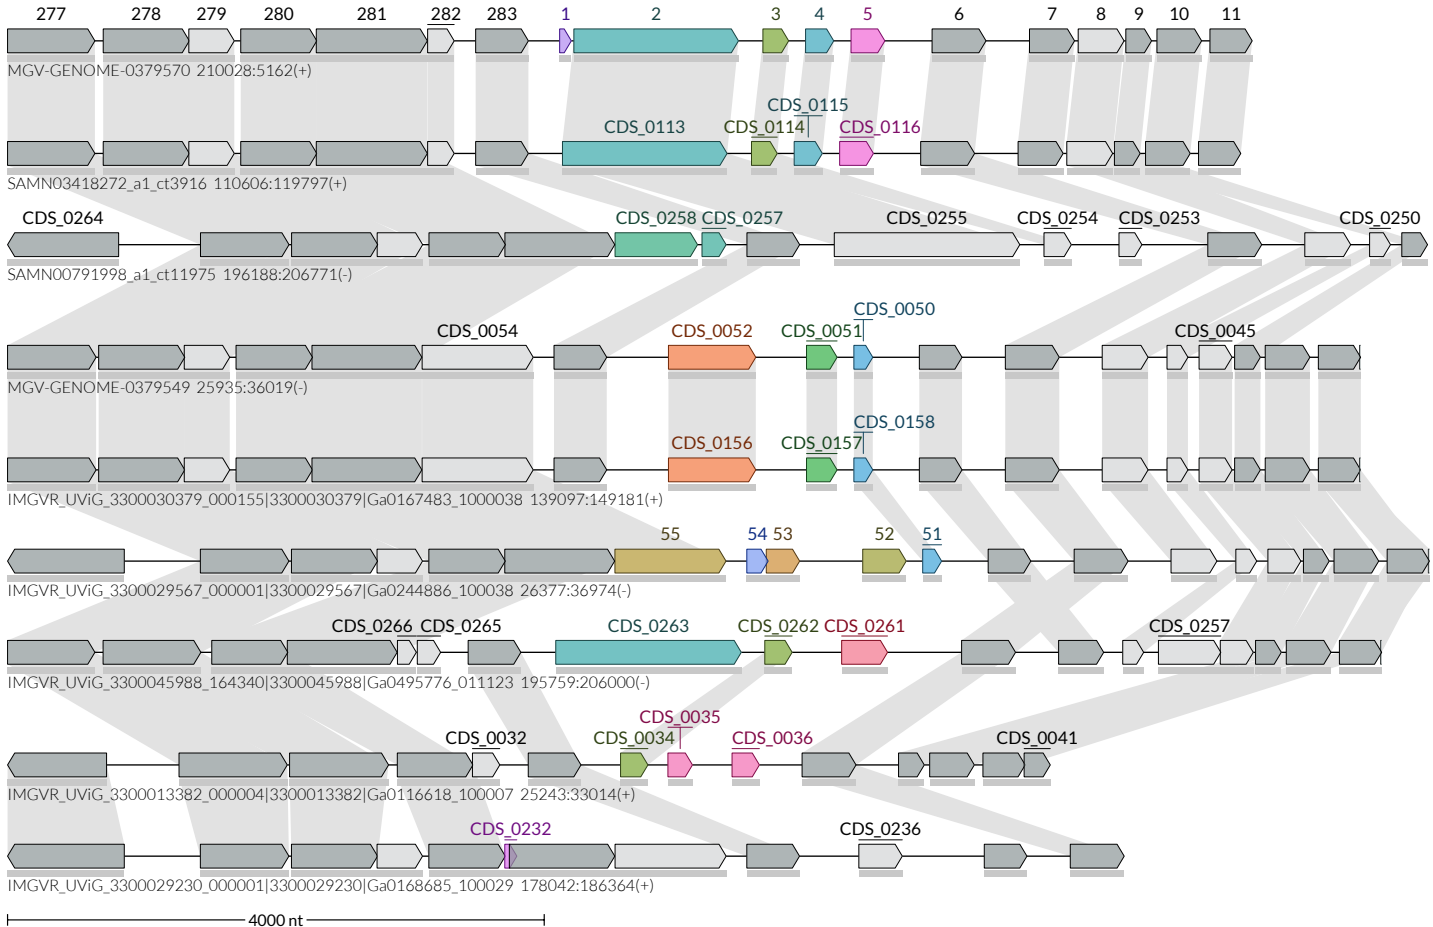 277 278 279 280 281 282 283 1 2 3 4 5 6 7 8 9 10 11
MGV-GENOME-0379570 210028:5162(+)
CDS_0115
CDS_0113 CDS_0114 CDS_0116
SAMN03418272_a1_ct3916 110606:119797(+)
CDS_0264 CDS_0258 CDS_0257 CDS_0255 CDS_0254 CDS_0253 CDS_0250
SAMN00791998_a1_ct11975 196188:206771(-)
CDS_0050
CDS_0054 CDS_0052 CDS_0051 CDS_0045
MGV-GENOME-0379549 25935:36019(-)
CDS_0158
CDS_0156 CDS_0157
IMGVR_UViG_3300030379_000155|3300030379|Ga0167483_1000038 139097:149181(+)
55 54 53 52 51
IMGVR_UViG_3300029567_000001|3300029567|Ga0244886_100038 26377:36974(-)
CDS_0266 CDS_0265 CDS_0263 CDS_0262 CDS_0261 CDS_0257
IMGVR_UViG_3300045988_164340|3300045988|Ga0495776_011123 195759:206000(-)
CDS_0035
CDS_0032 CDS_0034 CDS_0036 CDS_0041
IMGVR_UViG_3300013382_000004|3300013382|Ga0116618_100007 25243:33014(+)
CDS_0232 CDS_0236
IMGVR_UViG_3300029230_000001|3300029230|Ga0168685_100029 178042:186364(+)
4000 nt